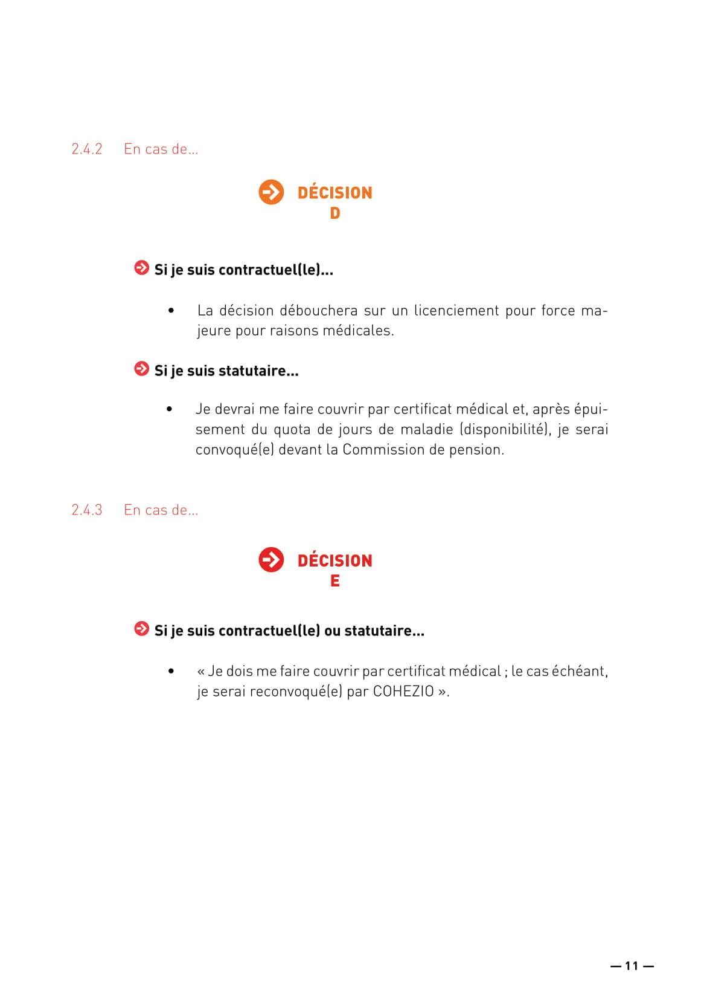 2.4.2 En cas de...
DÉCISION
D
Si je suis contractuel(le)...
• La décision débouchera sur un licenciement pour force ma-
jeure pour raisons médicales.
Si je suis statutaire...
• Je devrai me faire couvrir par certificat médical et, après épui-
sement du quota de jours de maladie (disponibilité), je serai
convoqué(e) devant la Commission de pension.
2.4.3 En cas de...
DÉCISION
E
Si je suis contractuel(le) ou statutaire...
• « Je dois me faire couvrir par certificat médical ; le cas échéant,
je serai reconvoqué(e) par COHEZIO ».
— 11 —